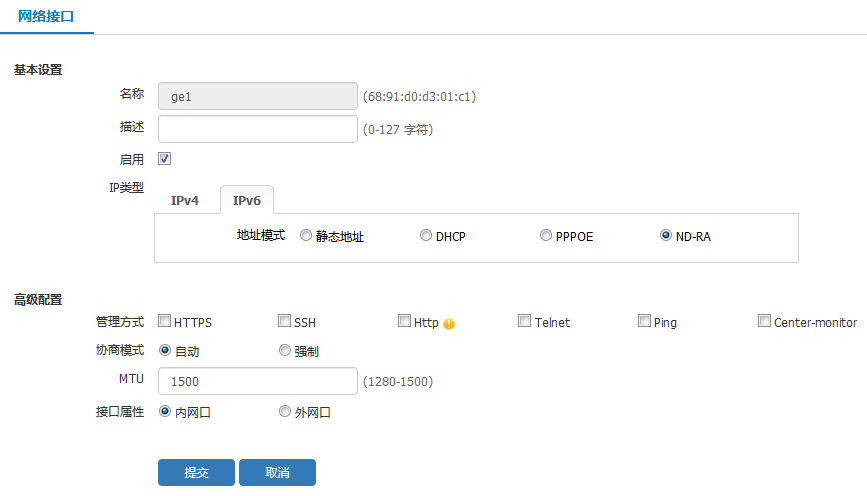 网络接口
基本设置
名称 ge1 (68:91:d0:d3:01:c1)
描述 (0-127 字符)
启用
IP类型 IPv4 IPv6
地址模式 静态地址 DHCP PPPOE ND-RA
高级配置
管理方式 HTTPS SSH Http Telnet Ping Center-monitor
协商模式 自动 强制
MTU 1500 (1280-1500)
接口属性 内网口 外网口
提交 取消